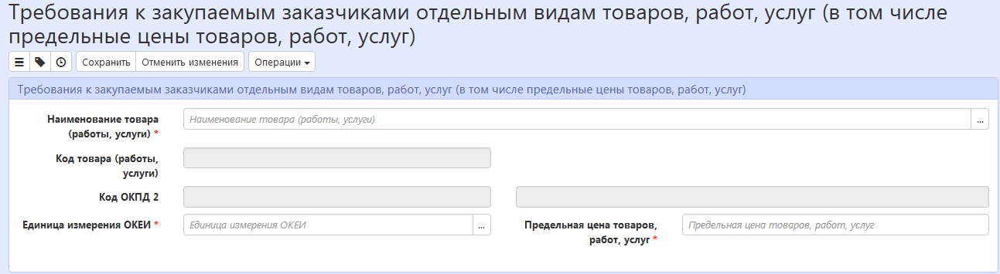 Требования к закупаемым заказчиками отдельным видам товаров, работ, услуг (в том числе
предельные цены товаров, работ, услуг)
Сохранить Отменить изменения Операции
Требования к закупаемым заказчиками отдельным видам товаров, работ, услуг (в том числе предельные цены товаров, работ, услуг)
Наименование товара
(работы, услуги) *
Наименование товара (работы, услуги) ...
Код товара (работы,
услуги)
Код ОКПД 2
Единица измерения ОКЕИ * Единица измерения ОКЕИ ...
Предельная цена товаров,
работ, услуг *
Предельная цена товаров, работ, услуг